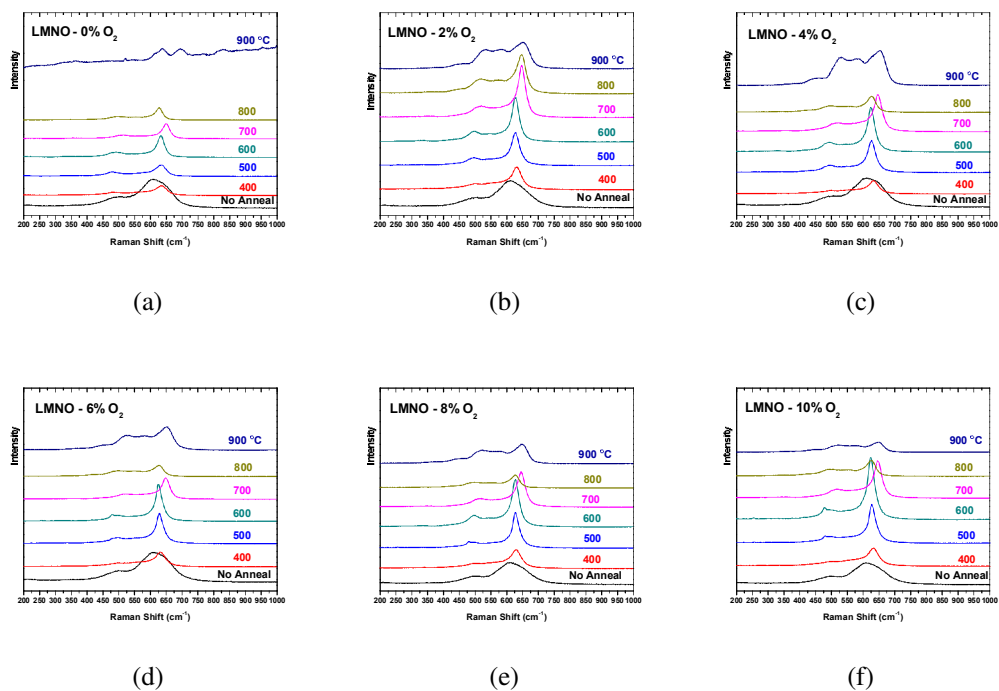 LMNO - 0% O2
900 °C
Intensity
800
700
600
500
400
No Anneal
200 250 300 350 400 450 500 550 600 650 700 750 800 850 900 950 1000
Raman Shift (cm-1)
(a)
LMNO - 2% O2
900 °C
Intensity
800
700
600
500
400
No Anneal
200 250 300 350 400 450 500 550 600 650 700 750 800 850 900 950 1000
Raman Shift (cm-1)
(b)
LMNO - 4% O2
900 °C
Intensity
800
700
600
500
400
No Anneal
200 250 300 350 400 450 500 550 600 650 700 750 800 850 900 950 1000
Raman Shift (cm-1)
(c)
LMNO - 6% O2
900 °C
Intensity
800
700
600
500
400
No Anneal
200 250 300 350 400 450 500 550 600 650 700 750 800 850 900 950 1000
Raman Shift (cm-1)
(d)
LMNO - 8% O2
900 °C
Intensity
800
700
600
500
400
No Anneal
200 250 300 350 400 450 500 550 600 650 700 750 800 850 900 950 1000
Raman Shift (cm-1)
(e)
LMNO - 10% O2
900 °C
Intensity
800
700
600
500
400
No Anneal
200 250 300 350 400 450 500 550 600 650 700 750 800 850 900 950 1000
Raman Shift (cm-1)
(f)